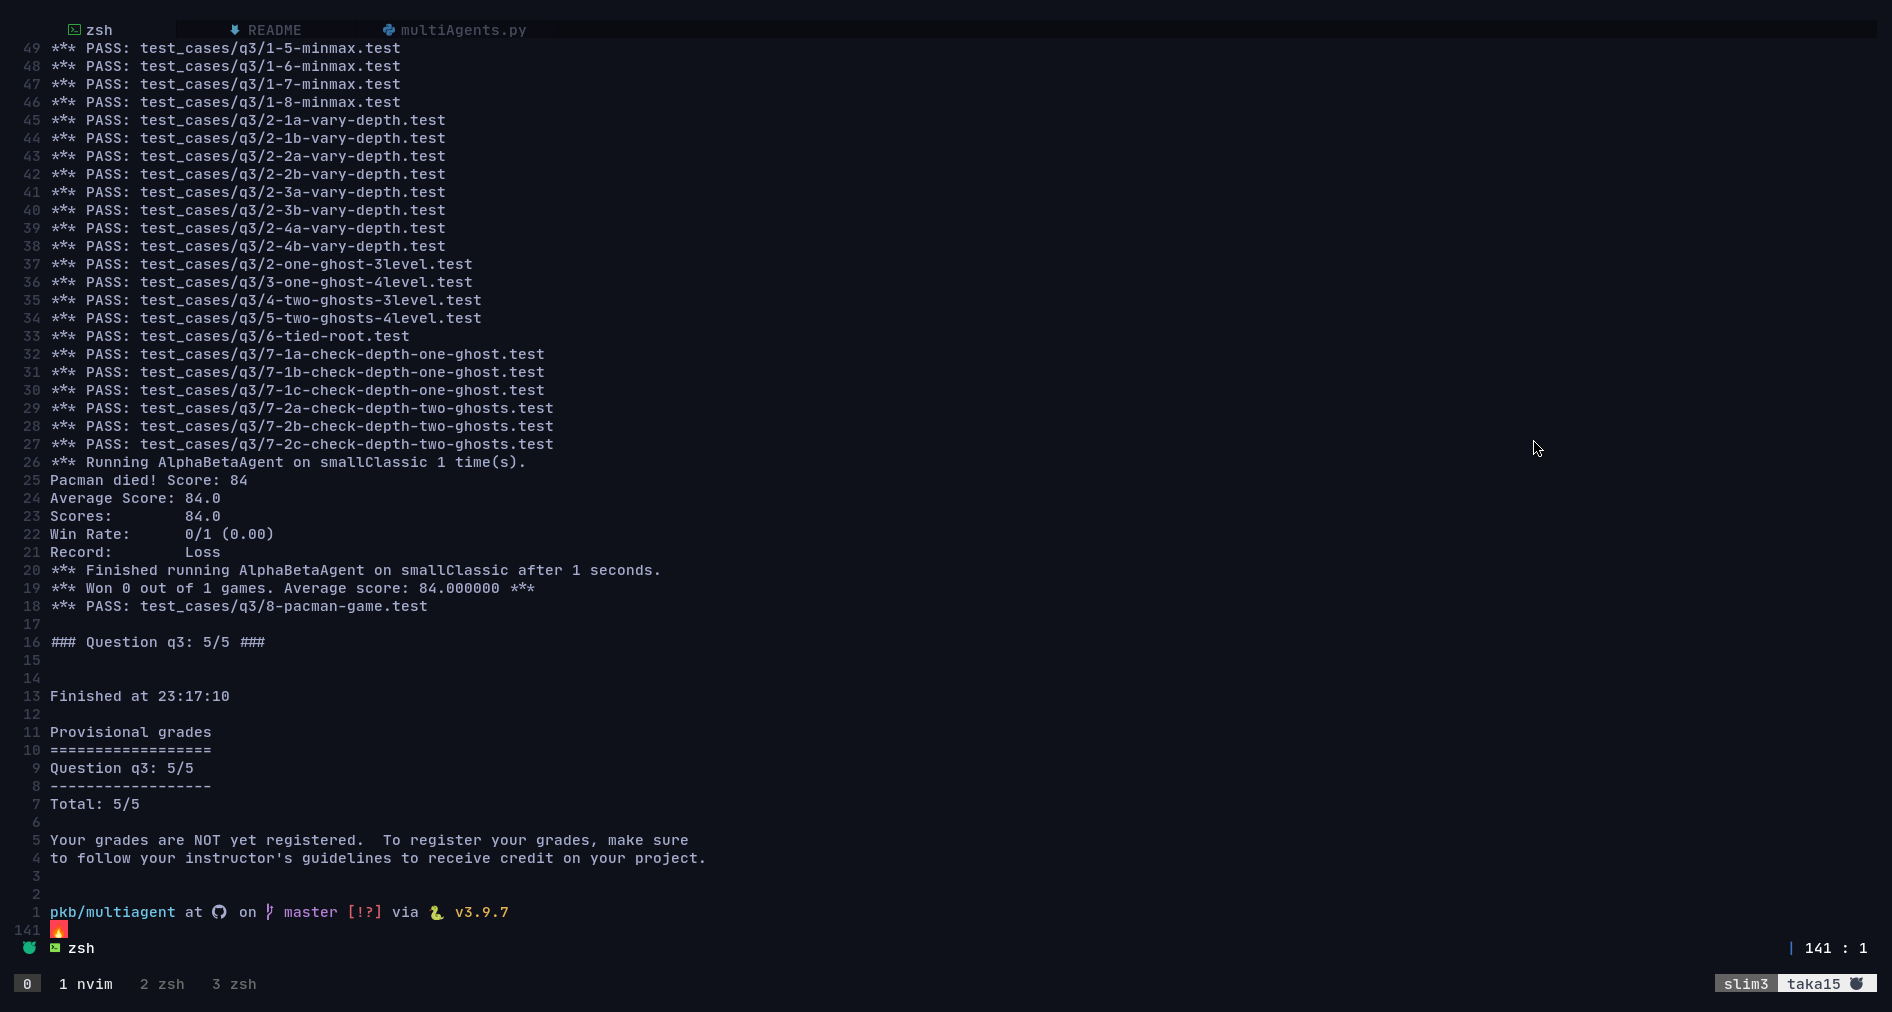 zsh README multiAgents.py
49 *** PASS: test_cases/q3/1-5-minmax.test
48 *** PASS: test_cases/q3/1-6-minmax.test
47 *** PASS: test_cases/q3/1-7-minmax.test
46 *** PASS: test_cases/q3/1-8-minmax.test
45 *** PASS: test_cases/q3/2-1a-vary-depth.test
44 *** PASS: test_cases/q3/2-1b-vary-depth.test
43 *** PASS: test_cases/q3/2-2a-vary-depth.test
42 *** PASS: test_cases/q3/2-2b-vary-depth.test
41 *** PASS: test_cases/q3/2-3a-vary-depth.test
40 *** PASS: test_cases/q3/2-3b-vary-depth.test
39 *** PASS: test_cases/q3/2-4a-vary-depth.test
38 *** PASS: test_cases/q3/2-4b-vary-depth.test
37 *** PASS: test_cases/q3/2-one-ghost-3level.test
36 *** PASS: test_cases/q3/3-one-ghost-4level.test
35 *** PASS: test_cases/q3/4-two-ghosts-3level.test
34 *** PASS: test_cases/q3/5-two-ghosts-4level.test
33 *** PASS: test_cases/q3/6-tied-root.test
32 *** PASS: test_cases/q3/7-1a-check-depth-one-ghost.test
31 *** PASS: test_cases/q3/7-1b-check-depth-one-ghost.test
30 *** PASS: test_cases/q3/7-1c-check-depth-one-ghost.test
29 *** PASS: test_cases/q3/7-2a-check-depth-two-ghosts.test
28 *** PASS: test_cases/q3/7-2b-check-depth-two-ghosts.test
27 *** PASS: test_cases/q3/7-2c-check-depth-two-ghosts.test
26 *** Running AlphaBetaAgent on smallClassic 1 time(s).
25 Pacman died! Score: 84
24 Average Score: 84.0
23 Scores:        84.0
22 Win Rate:      0/1 (0.00)
21 Record:        Loss
20 *** Finished running AlphaBetaAgent on smallClassic after 1 seconds.
19 *** Won 0 out of 1 games. Average score: 84.000000 ***
18 *** PASS: test_cases/q3/8-pacman-game.test
17
16 ### Question q3: 5/5 ###
15
14
13 Finished at 23:17:10
12
11 Provisional grades
10 ==================
9 Question q3: 5/5
8 ------------------
7 Total: 5/5
6
5 Your grades are NOT yet registered.  To register your grades, make sure
4 to follow your instructor's guidelines to receive credit on your project.
3
2
1 pkb/multiagent at on master [!?] via 🐍 v3.9.7
141 🔥
zsh | 141 : 1
0 1 nvim 2 zsh 3 zsh slim3 taka15